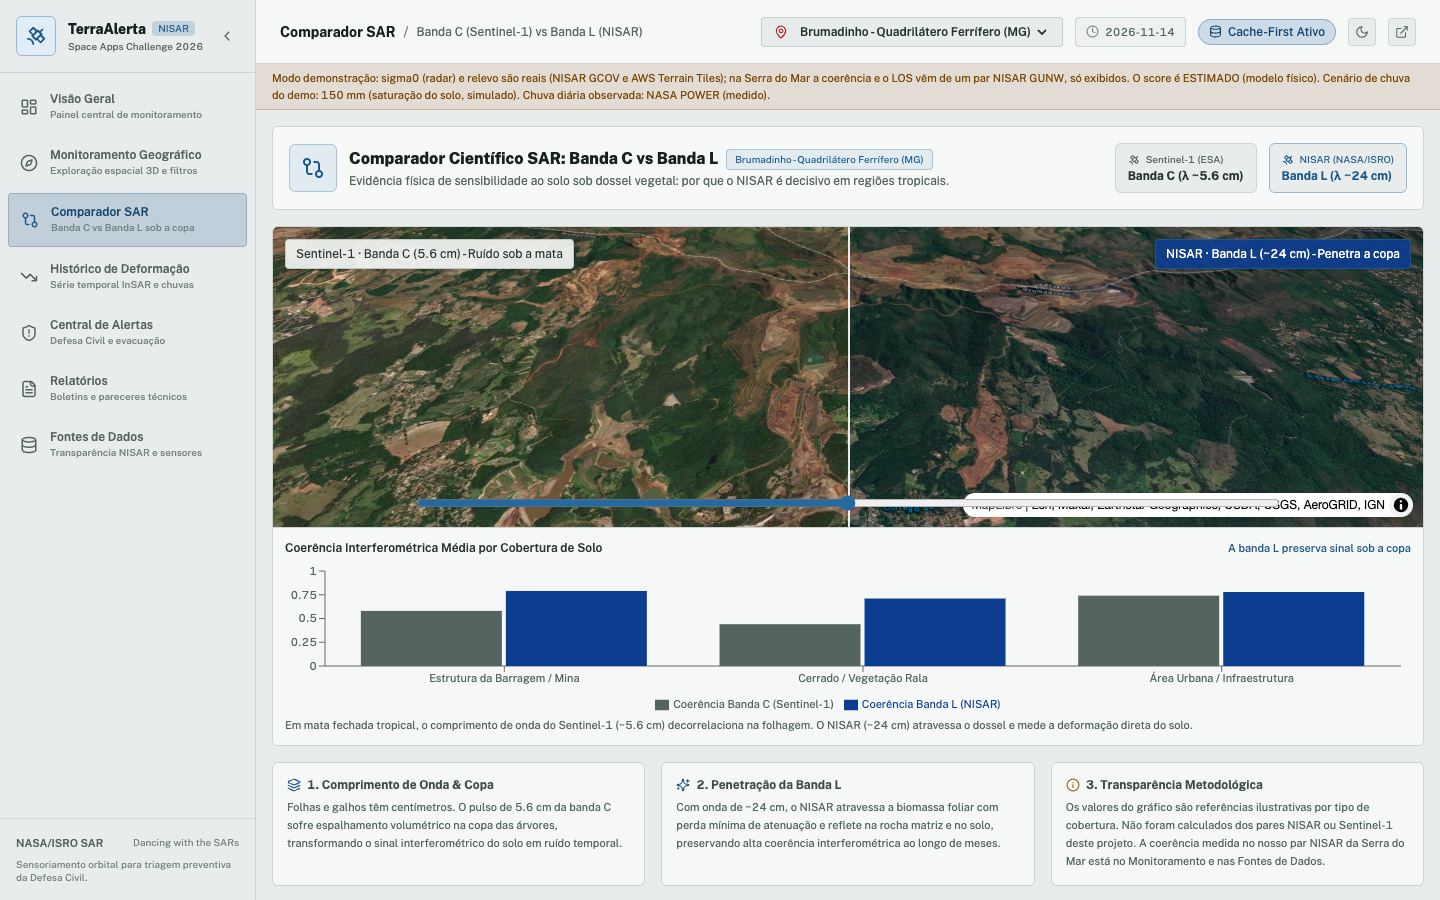 TerraAlerta NISAR
Space Apps Challenge 2026
Visão Geral
Painel central de monitoramento
Monitoramento Geográfico
Exploração espacial 3D e filtros
Comparador SAR
Banda C vs Banda L sob a copa
Histórico de Deformação
Série temporal InSAR e chuvas
Central de Alertas
Defesa Civil e evacuação
Relatórios
Boletins e pareceres técnicos
Fontes de Dados
Transparência NISAR e sensores
NASA/ISRO SAR Dancing with the SARs
Sensoriamento orbital para triagem preventiva
da Defesa Civil.
Comparador SAR / Banda C (Sentinel-1) vs Banda L (NISAR)
Brumadinho - Quadrilátero Ferrífero (MG)
2026-11-14
Cache-First Ativo
Modo demonstração: sigma0 (radar) e relevo são reais (NISAR GCOV e AWS Terrain Tiles); na Serra do Mar a coerência e o LOS vêm de um par NISAR GUNW, só exibidos. O score é ESTIMADO (modelo físico). Cenário de chuva
do demo: 150 mm (saturação do solo, simulado). Chuva diária observada: NASA POWER (medido).
Comparador Científico SAR: Banda C vs Banda L Brumadinho - Quadrilátero Ferrífero (MG)
Evidência física de sensibilidade ao solo sob dossel vegetal: por que o NISAR é decisivo em regiões tropicais.
Sentinel-1 (ESA)
Banda C (λ ~5.6 cm)
NISAR (NASA/ISRO)
Banda L (λ ~24 cm)
Sentinel-1 · Banda C (5.6 cm) - Ruído sob a mata
NISAR · Banda L (~24 cm) - Penetra a copa
MapLibre | Esri, Maxar, Earthstar Geographics, USDA, USGS, AeroGRID, IGN
Coerência Interferométrica Média por Cobertura de Solo
A banda L preserva sinal sob a copa
1
0.75
0.5
0.25
0
Estrutura da Barragem / Mina
Cerrado / Vegetação Rala
Área Urbana / Infraestrutura
Coerência Banda C (Sentinel-1) Coerência Banda L (NISAR)
Em mata fechada tropical, o comprimento de onda do Sentinel-1 (~5.6 cm) decorrelaciona na folhagem. O NISAR (~24 cm) atravessa o dossel e mede a deformação direta do solo.
1. Comprimento de Onda & Copa
Folhas e galhos têm centímetros. O pulso de 5.6 cm da banda C
sofre espalhamento volumétrico na copa das árvores,
transformando o sinal interferométrico do solo em ruído temporal.
2. Penetração da Banda L
Com onda de ~24 cm, o NISAR atravessa a biomassa foliar com
perda mínima de atenuação e reflete na rocha matriz e no solo,
preservando alta coerência interferométrica ao longo de meses.
3. Transparência Metodológica
Os valores do gráfico são referências ilustrativas por tipo de
cobertura. Não foram calculados dos pares NISAR ou Sentinel-1
deste projeto. A coerência medida no nosso par NISAR da Serra do
Mar está no Monitoramento e nas Fontes de Dados.